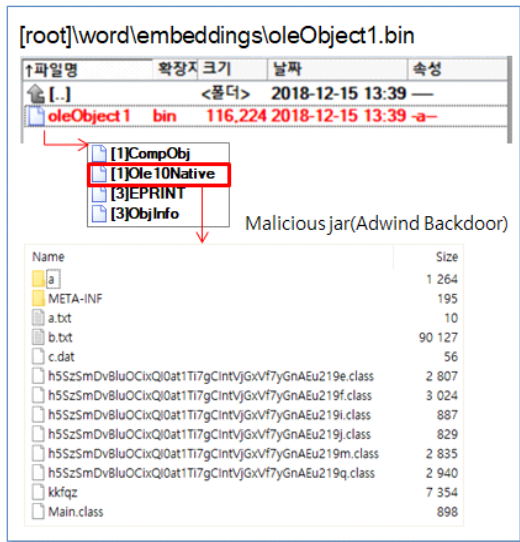 [root]\word\embeddings\oleObject1.bin
↑파일명 확장자 크기 날짜 속성
[..] <폴더> 2018-12-15 13:39 —
oleObject1 bin 116,224 2018-12-15 13:39 -a--
[1]CompObj
[1]Ole10Native
[3]EPRINT
[3]ObjInfo
Malicious jar(Adwind Backdoor)
Name Size
a 1 264
META-INF 195
a.txt 10
b.txt 90 127
c.dat 56
h5SzSmDvBluOCixQI0at1Ti7gCIntVjGxVf7yGnAEu219e.class 2 807
h5SzSmDvBluOCixQI0at1Ti7gCIntVjGxVf7yGnAEu219f.class 3 024
h5SzSmDvBluOCixQI0at1Ti7gCIntVjGxVf7yGnAEu219i.class 887
h5SzSmDvBluOCixQI0at1Ti7gCIntVjGxVf7yGnAEu219j.class 829
h5SzSmDvBluOCixQI0at1Ti7gCIntVjGxVf7yGnAEu219m.class 2 835
h5SzSmDvBluOCixQI0at1Ti7gCIntVjGxVf7yGnAEu219q.class 2 940
kkfqz 7 354
Main.class 898